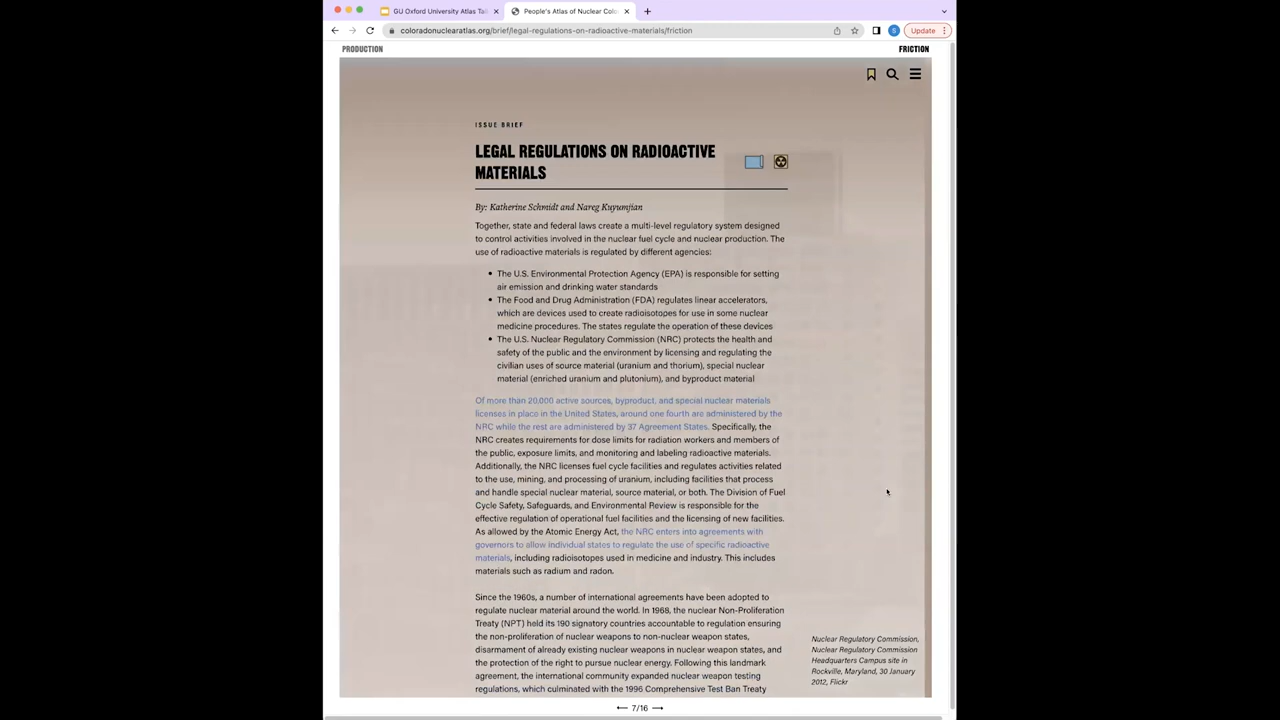 GU Oxford University Atlas Tal
People's Atlas of Nuclear Colo
coloradonuclearatlas.org/brief/legal-regulations-on-radioactive-materials/friction
S
Update
PRODUCTION
FRICTION
ISSUE BRIEF
LEGAL REGULATIONS ON RADIOACTIVE
MATERIALS
By: Katherine Schmidt and Nareg Kuyumjian
Together, state and federal laws create a multi-level regulatory system designed
to control activities involved in the nuclear fuel cycle and nuclear production. The
use of radioactive materials is regulated by different agencies:
• The U.S. Environmental Protection Agency (EPA) is responsible for setting
air emission and drinking water standards
• The Food and Drug Administration (FDA) regulates linear accelerators,
which are devices used to create radioisotopes for use in some nuclear
medicine procedures. The states regulate the operation of these devices
• The U.S. Nuclear Regulatory Commission (NRC) protects the health and
safety of the public and the environment by licensing and regulating the
civilian uses of source material (uranium and thorium), special nuclear
material (enriched uranium and plutonium), and byproduct material
Of more than 20,000 active sources, byproduct, and special nuclear materials
licenses in place in the United States, around one fourth are administered by the
NRC while the rest are administered by 37 Agreement States. Specifically, the
NRC creates requirements for dose limits for radiation workers and members of
the public, exposure limits, and monitoring and labeling radioactive materials.
Additionally, the NRC licenses fuel cycle facilities and regulates activities related
to the use, mining, and processing of uranium, including facilities that process
and handle special nuclear material, source material, or both. The Division of Fuel
Cycle Safety, Safeguards, and Environmental Review is responsible for the
effective regulation of operational fuel facilities and the licensing of new facilities.
As allowed by the Atomic Energy Act, the NRC enters into agreements with
governors to allow individual states to regulate the use of specific radioactive
materials, including radioisotopes used in medicine and industry. This includes
materials such as radium and radon.
Since the 1960s, a number of international agreements have been adopted to
regulate nuclear material around the world. In 1968, the nuclear Non-Proliferation
Treaty (NPT) held its 190 signatory countries accountable to regulation ensuring
the non-proliferation of nuclear weapons to non-nuclear weapon states,
disarmament of already existing nuclear weapons in nuclear weapon states, and
the protection of the right to pursue nuclear energy. Following this landmark
agreement, the international community expanded nuclear weapon testing
regulations, which culminated with the 1996 Comprehensive Test Ban Treaty
Nuclear Regulatory Commission,
Nuclear Regulatory Commission
Headquarters Campus site in
Rockville, Maryland, 30 January
2012, Flickr
7/16